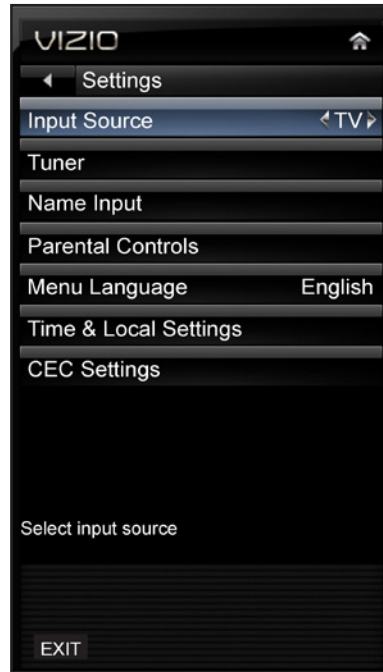 VIZIO
Settings
Input Source TV
Tuner
Name Input
Parental Controls
Menu Language English
Time & Local Settings
CEC Settings
Select input source
EXIT